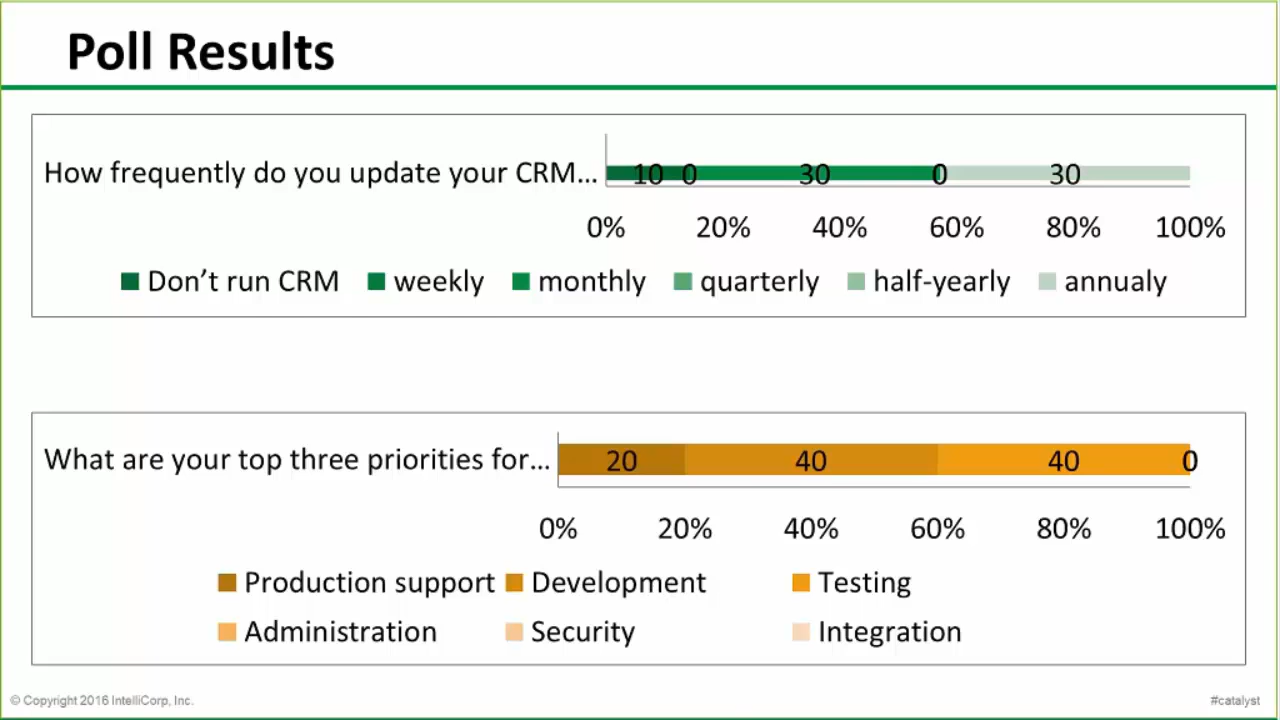 Poll Results
How frequently do you update your CRM... 10 0 30 0 30
0% 20% 40% 60% 80% 100%
Don’t run CRM weekly monthly quarterly half-yearly annualy
What are your top three priorities for... 20 40 40 0
0% 20% 40% 60% 80% 100%
Production support Development Testing
Administration Security Integration
© Copyright 2016 IntelliCorp, Inc. #catalyst